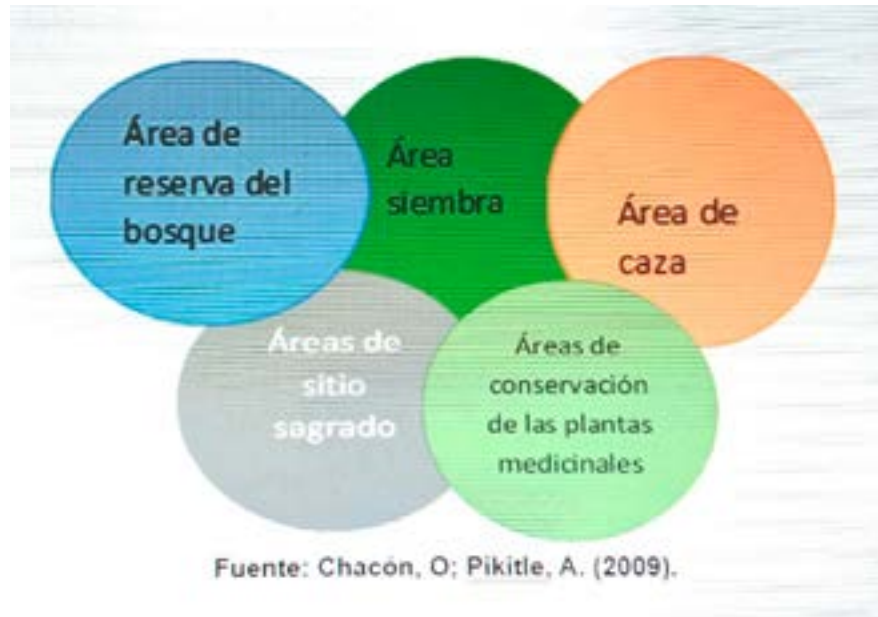 Área de
reserva del
bosque
Área
siembra
Área de
caza
Áreas de
sitio
sagrado
Áreas de
conservación
de las plantas
medicinales
Fuente: Chacón, O; Pikitle, A. (2009).